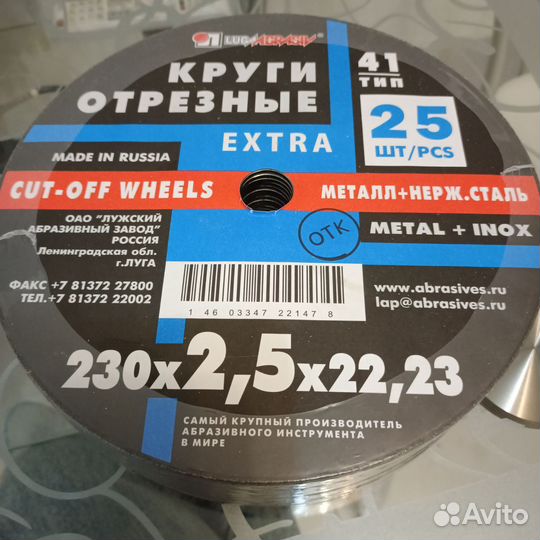 LUGAABRASIV
КРУГИ
ОТРЕЗНЫЕ
EXTRA
41
ТИП
25
ШТ/PCS
MADE IN RUSSIA
CUT-OFF WHEELS
МЕТАЛЛ+НЕРЖ.СТАЛЬ
ОАО "ЛУЖСКИЙ
АБРАЗИВНЫЙ ЗАВОД"
РОССИЯ
Ленинградская обл.
г.ЛУГА
ОТК
METAL + INOX
ФАКС +7 81372 27800
ТЕЛ.+7 81372 22002
www.abrasives.ru
lap@abrasives.ru
1 46 03347 22147 8
230x2,5x22,23
САМЫЙ КРУПНЫЙ ПРОИЗВОДИТЕЛЬ
АБРАЗИВНОГО ИНСТРУМЕНТА
В МИРЕ
Avito